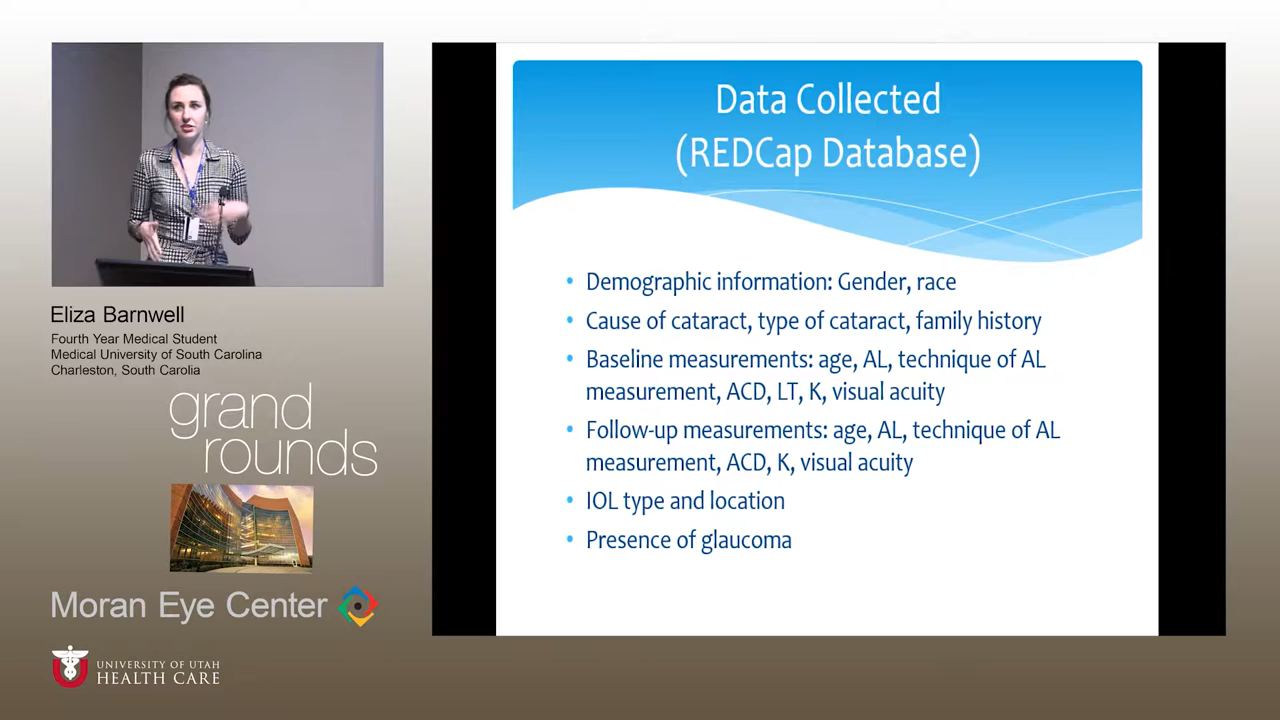 Data Collected
(REDCap Database)
• Demographic information: Gender, race
• Cause of cataract, type of cataract, family history
• Baseline measurements: age, AL, technique of AL
measurement, ACD, LT, K, visual acuity
• Follow-up measurements: age, AL, technique of AL
measurement, ACD, K, visual acuity
• IOL type and location
• Presence of glaucoma
Eliza Barnwell
Fourth Year Medical Student
Medical University of South Carolina
Charleston, South Carolia
grand
rounds
Moran Eye Center
UNIVERSITY OF UTAH
HEALTH CARE